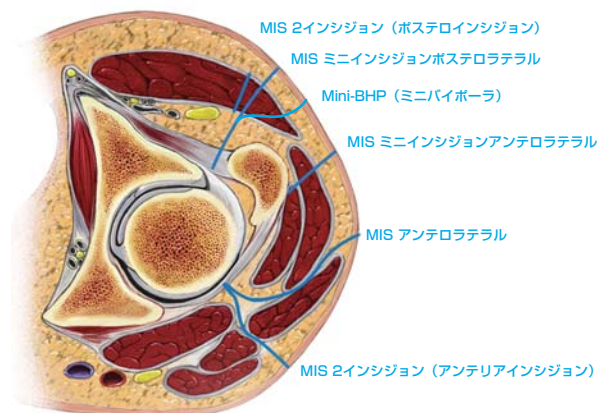 MIS 2インシジョン（ポステロインシジョン）
MIS ミニインシジョンポステロラテラル
Mini-BHP（ミニバイポーラ）
MIS ミニインシジョンアンテロラテラル
MIS アンテロラテラル
MIS 2インシジョン（アンテリアインシジョン）